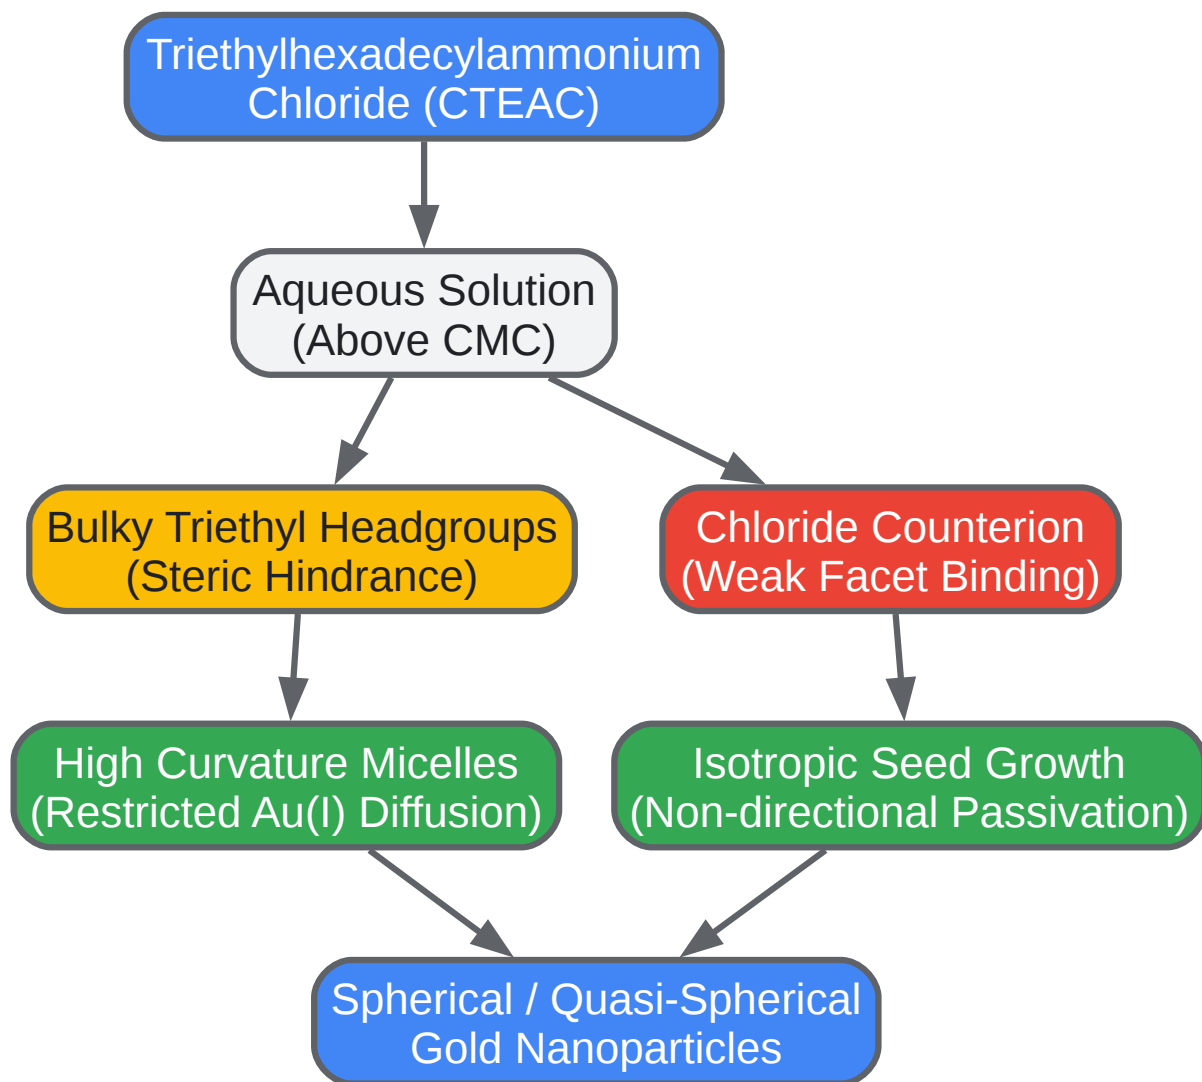 Triethylhexadecylammonium
Chloride (CTEAC)
Aqueous Solution
(Above CMC)
Bulky Triethyl Headgroups
(Steric Hindrance)
Chloride Counterion
(Weak Facet Binding)
High Curvature Micelles
(Restricted Au(I) Diffusion)
Isotropic Seed Growth
(Non-directional Passivation)
Spherical / Quasi-Spherical
Gold Nanoparticles